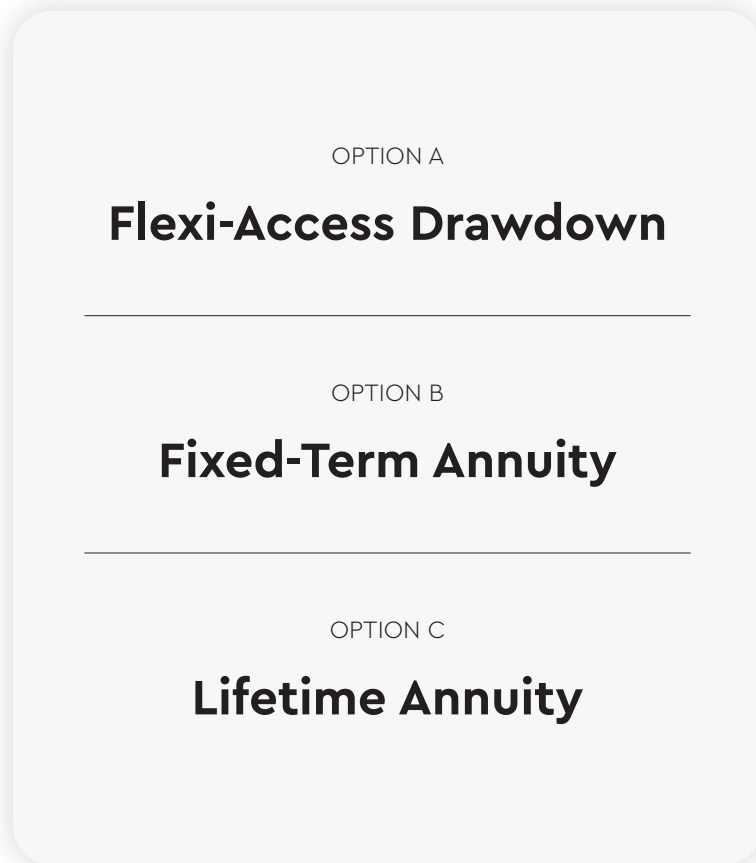 OPTION A
Flexi-Access Drawdown
OPTION B
Fixed-Term Annuity
OPTION C
Lifetime Annuity